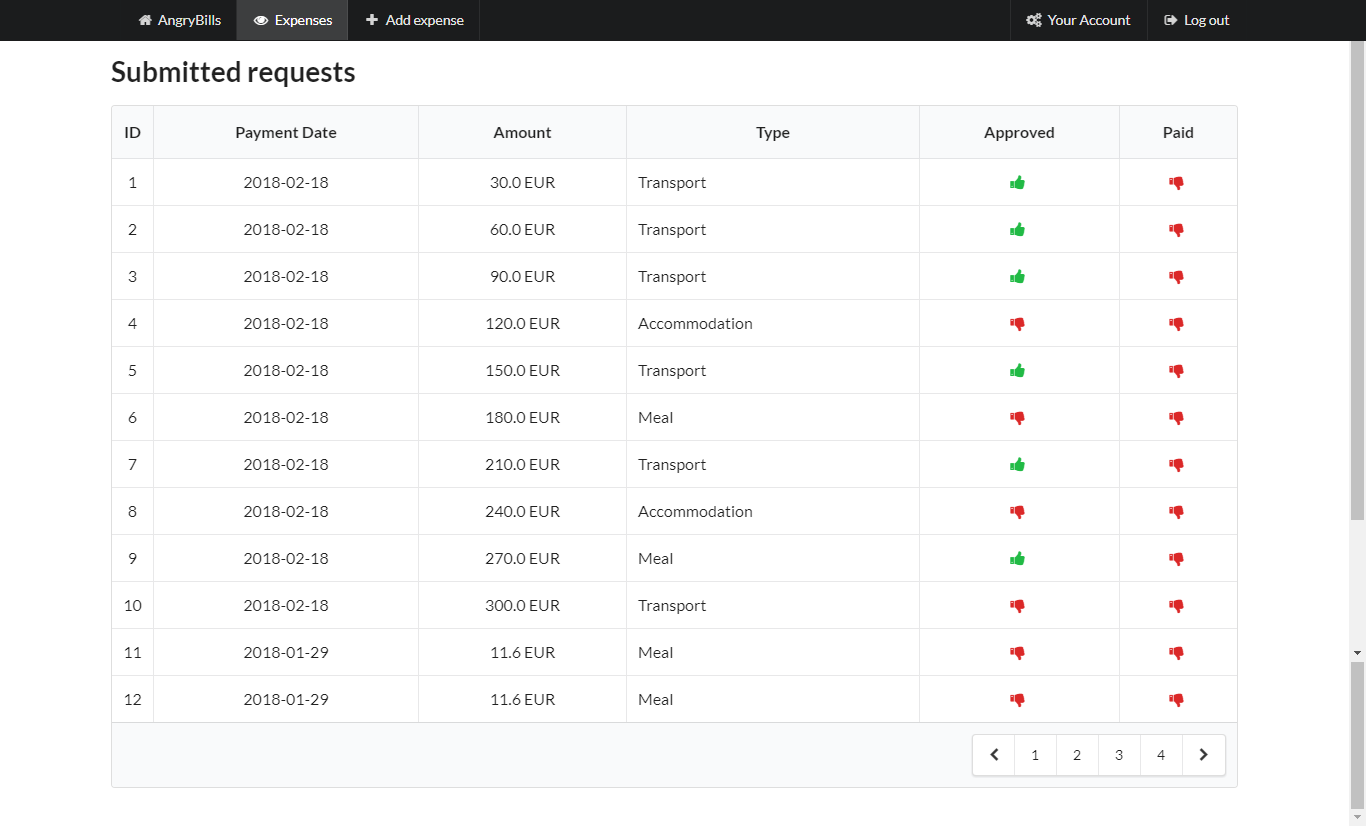 AngryBills Expenses Add expense Your Account Log out
Submitted requests
ID Payment Date Amount Type Approved Paid
1 2018-02-18 30.0 EUR Transport
2 2018-02-18 60.0 EUR Transport
3 2018-02-18 90.0 EUR Transport
4 2018-02-18 120.0 EUR Accommodation
5 2018-02-18 150.0 EUR Transport
6 2018-02-18 180.0 EUR Meal
7 2018-02-18 210.0 EUR Transport
8 2018-02-18 240.0 EUR Accommodation
9 2018-02-18 270.0 EUR Meal
10 2018-02-18 300.0 EUR Transport
11 2018-01-29 11.6 EUR Meal
12 2018-01-29 11.6 EUR Meal
1 2 3 4